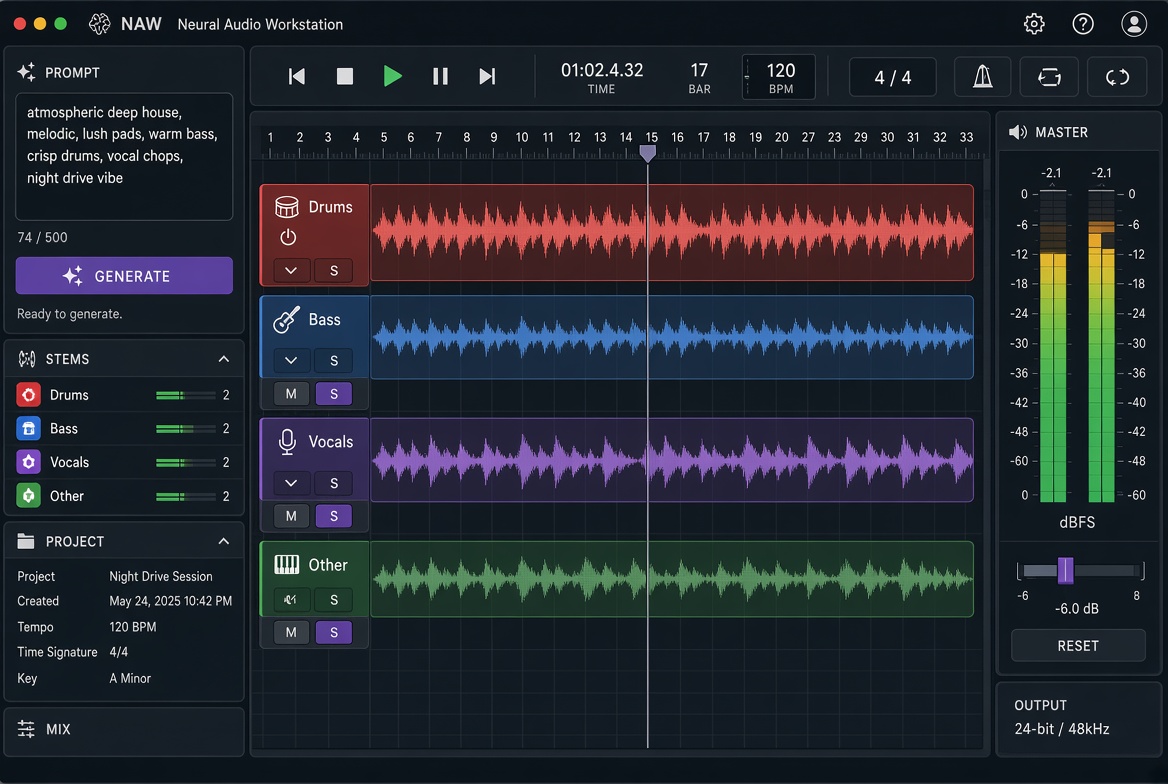 NAW Neural Audio Workstation
PROMPT
atmospheric deep house,
melodic, lush pads, warm bass,
crisp drums, vocal chops,
night drive vibe
74 / 500
GENERATE
Ready to generate.
STEMS
Drums 2
Bass 2
Vocals 2
Other 2
PROJECT
Project Night Drive Session
Created May 24, 2025 10:42 PM
Tempo 120 BPM
Time Signature 4/4
Key A Minor
MIX
01:02.4.32 17 120 4 / 4
TIME BAR BPM
1 2 3 4 5 6 7 8 9 10 11 12 13 14 15 16 17 18 19 20 27 22 23 29 30 31 32 33
Drums
S
Bass
S
M S
Vocals
S
M S
Other
S
M S
MASTER
-2.1 -2.1
0 0
-6 -6
-12 -12
-18 -18
-24 -24
-30 -30
-36 -36
-42 -40
-48 -42
-60 -48
0 -60
dBFS
-6 8
-6.0 dB
RESET
OUTPUT
24-bit / 48kHz